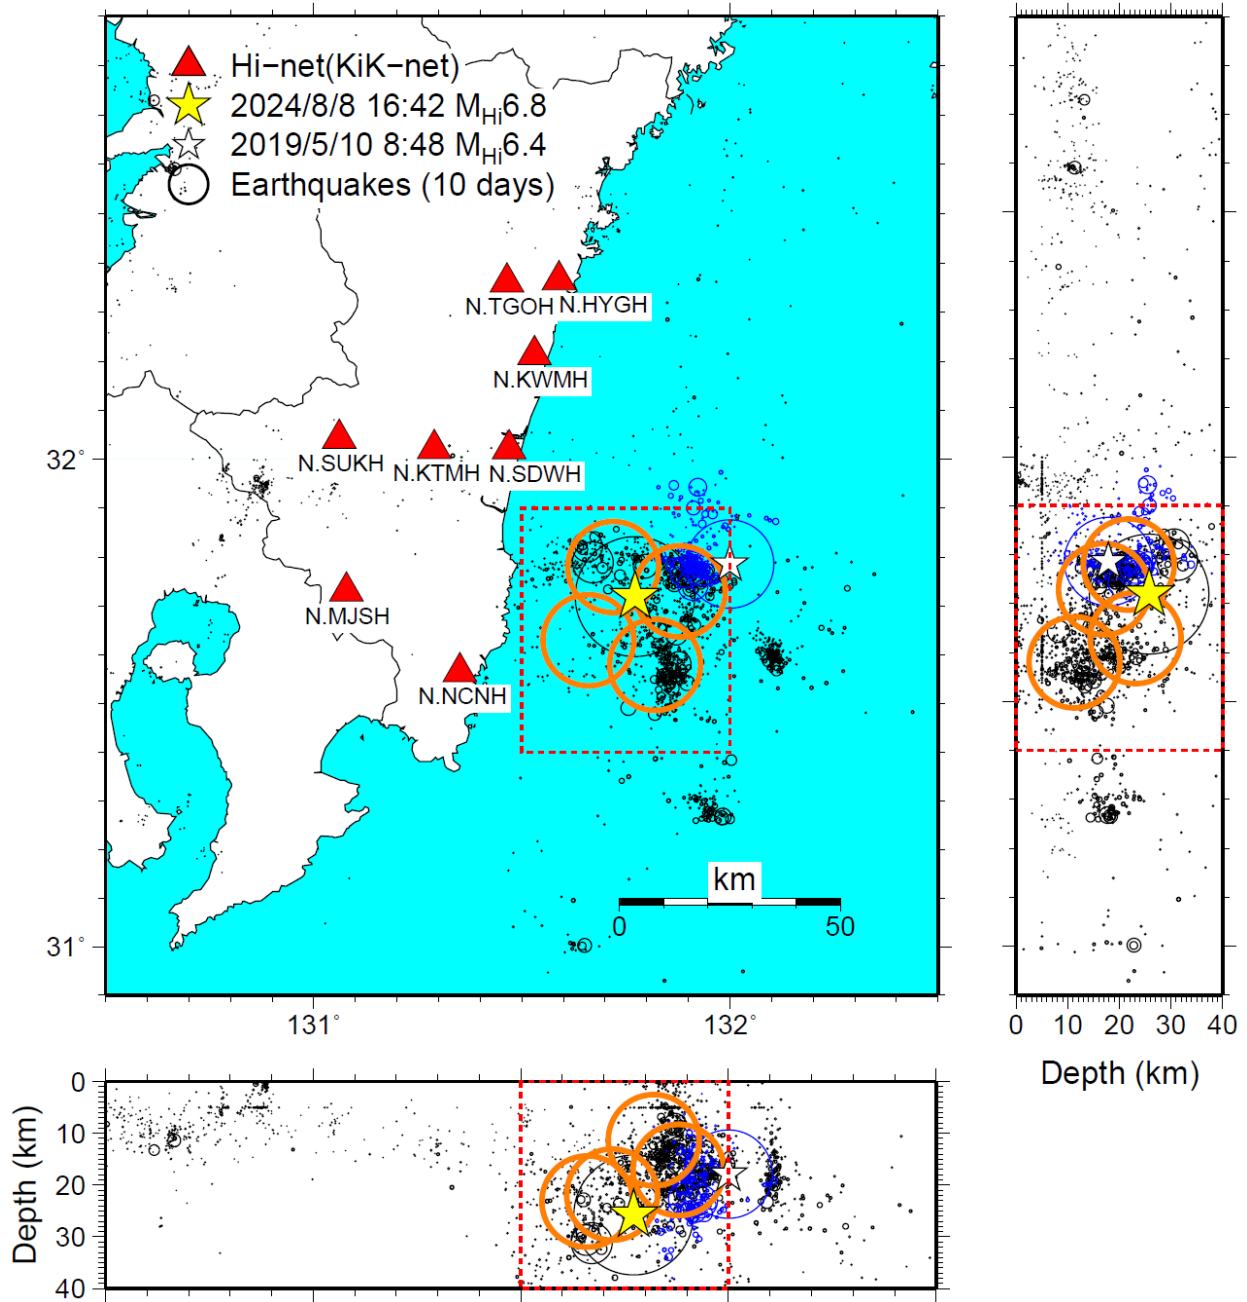 Hi−net(KiK−net)
2024/8/8 16:42 MHi6.8
2019/5/10 8:48 MHi6.4
Earthquakes (10 days)
N.TGOH
N.HYGH
N.KWMH
N.SUKH
N.KTMH
N.SDWH
N.MJSH
N.NCNH
32°
31°
km
0 50
131° 132°
0 10 20 30 40
Depth (km)
0
10
20
30
40
Depth (km)